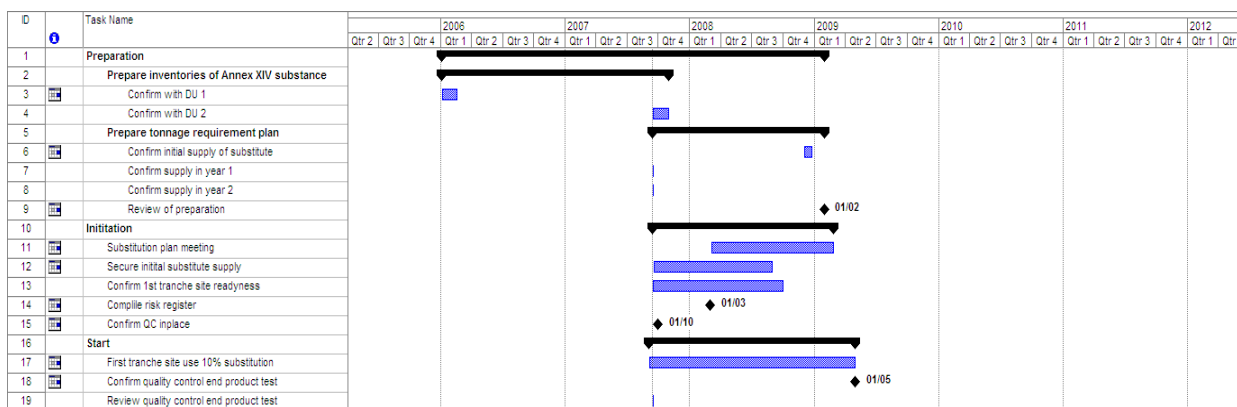 ID Task Name 2006 2007 2008 2009 2010 2011 2012
Qtr 2 Qtr 3 Qtr 4 Qtr 1 Qtr 2 Qtr 3 Qtr 4 Qtr 1 Qtr 2 Qtr 3 Qtr 4 Qtr 1 Qtr 2 Qtr 3 Qtr 4 Qtr 1 Qtr 2 Qtr 3 Qtr 4 Qtr 1 Qtr 2 Qtr 3 Qtr 4 Qtr 1 Qtr 2 Qtr 3 Qtr 4 Qtr 1 Qtr
1 Preparation
2 Prepare inventories of Annex XIV substance
3 Confirm with DU 1
4 Confirm with DU 2
5 Prepare tonnage requirement plan
6 Confirm initial supply of substitute
7 Confirm supply in year 1
8 Confirm supply in year 2
9 Review of preparation 01/02
10 Inititation
11 Substitution plan meeting
12 Secure initital substitute supply
13 Confirm 1st tranche site readyness
14 Complile risk register 01/03
15 Confirm QC inplace 01/10
16 Start
17 First tranche site use 10% substitution
18 Confirm quality control end product test 01/05
19 Review quality control end product test